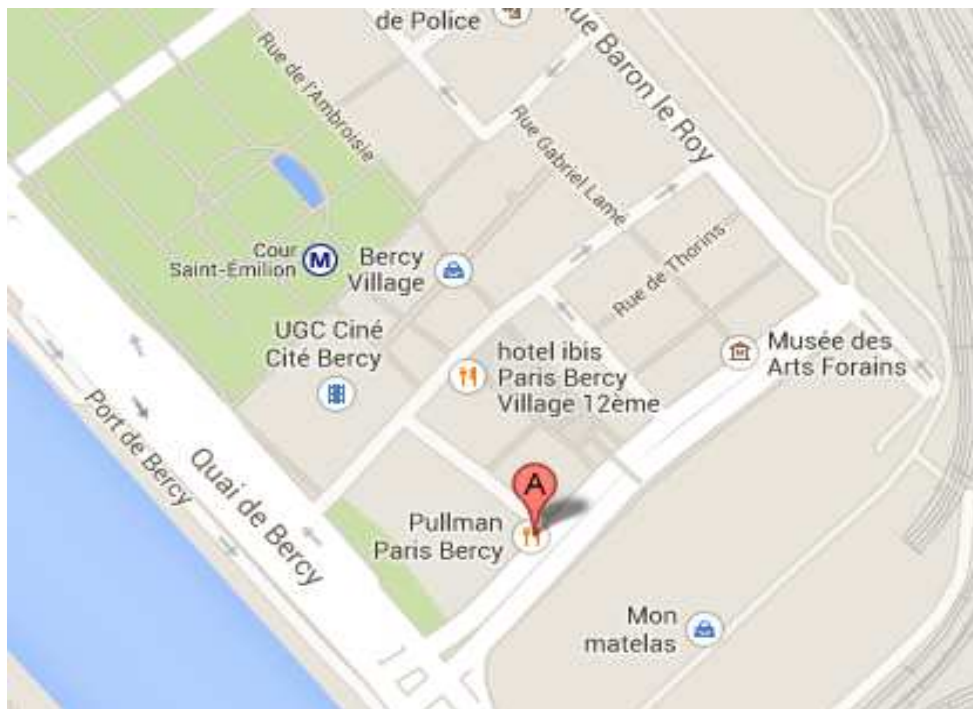 de Police
Rue Baron le Roy
Rue de l'Ambroisie
Rue Gabriel Lame
Cour
Saint-Émilion
M
Bercy
Village
Rue de Thorins
UGC Ciné
Cité Bercy
hotel ibis
Paris Bercy
Village 12ème
Musée des
Arts Forains
Port de Bercy
Quai de Bercy
A
Pullman
Paris Bercy
Mon
matelas